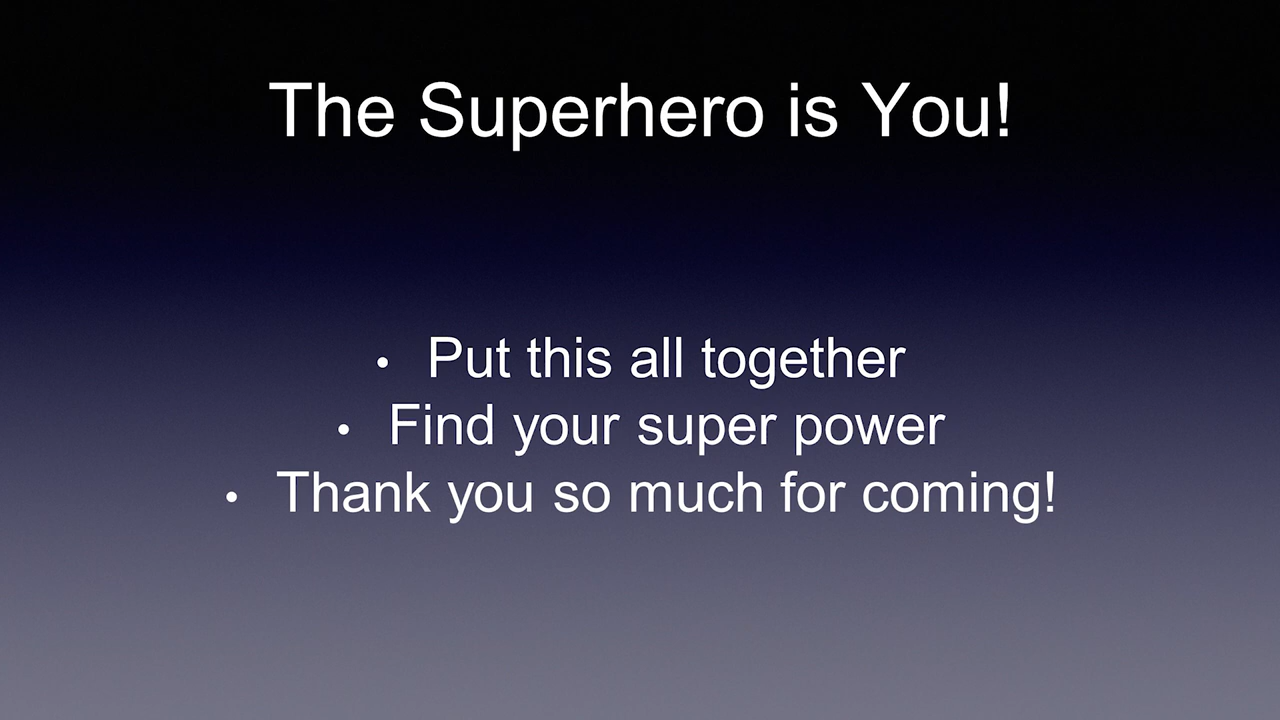 The Superhero is You!
• Put this all together
• Find your super power
• Thank you so much for coming!